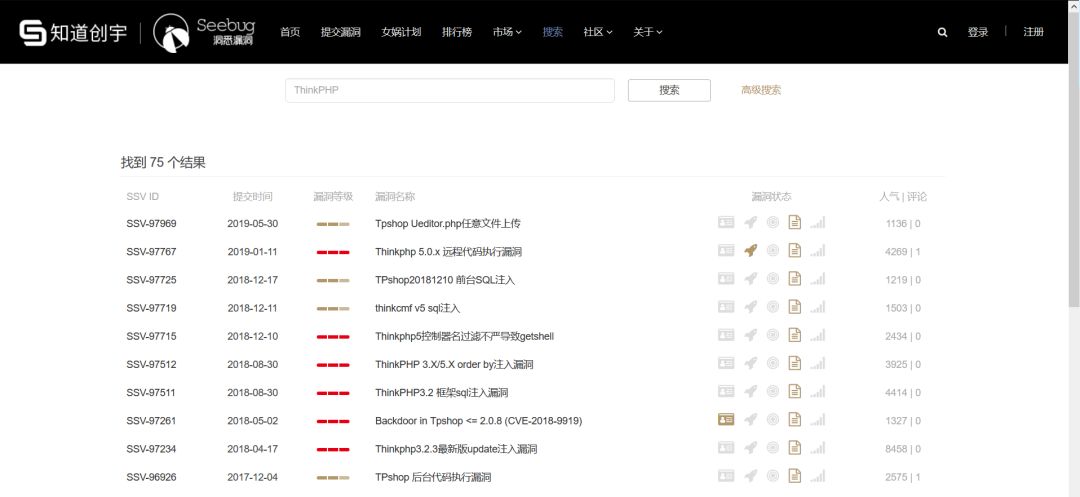 知道创宇 Seebug 洞悉漏洞 首页 提交漏洞 女娲计划 排行榜 市场 搜索 社区 关于 登录 注册
ThinkPHP 搜索 高级搜索
找到 75 个结果
SSV ID 提交时间 漏洞等级 漏洞名称 漏洞状态 人气 | 评论
SSV-97969 2019-05-30 Tpshop Ueditor.php任意文件上传 1136 | 0
SSV-97767 2019-01-11 Thinkphp 5.0.x 远程代码执行漏洞 4269 | 1
SSV-97725 2018-12-17 TPshop20181210 前台SQL注入 1219 | 0
SSV-97719 2018-12-11 thinkcmf v5 sql注入 1503 | 0
SSV-97715 2018-12-10 Thinkphp5控制器名过滤不严导致getshell 2434 | 0
SSV-97512 2018-08-30 ThinkPHP 3.X/5.X order by注入漏洞 3925 | 0
SSV-97511 2018-08-30 ThinkPHP3.2 框架sql注入漏洞 4414 | 0
SSV-97261 2018-05-02 Backdoor in Tpshop <= 2.0.8 (CVE-2018-9919) 1327 | 0
SSV-97234 2018-04-17 Thinkphp3.2.3最新版update注入漏洞 8458 | 0
SSV-96926 2017-12-04 TPshop 后台代码执行漏洞 2575 | 1